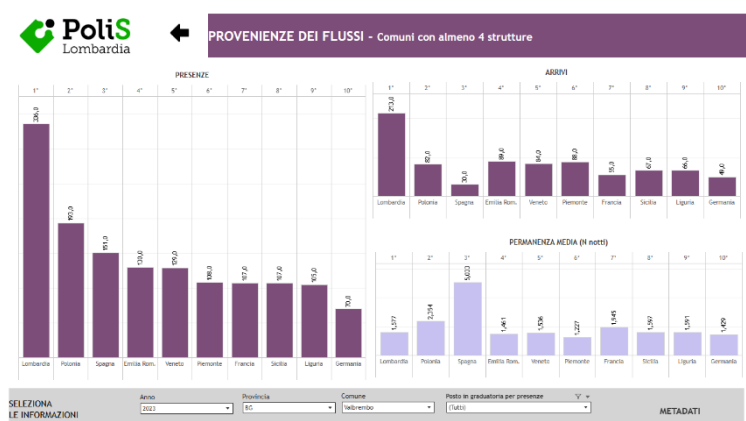 PoliS
Lombardia
PROVENIENZE DEI FLUSSI - Comuni con almeno 4 strutture
PRESENZE
1° 2° 3° 4° 5° 6° 7° 8° 9° 10°
336,0 193,0 151,0 130,0 129,0 108,0 107,0 107,0 105,0 70,0
Lombardia Polonia Spagna Emilia Rom. Veneto Piemonte Francia Sicilia Liguria Germania
ARRIVI
1° 2° 3° 4° 5° 6° 7° 8° 9° 10°
213,0 82,0 30,0 89,0 84,0 88,0 55,0 67,0 66,0 49,0
Lombardia Polonia Spagna Emilia Rom. Veneto Piemonte Francia Sicilia Liguria Germania
PERMANENZA MEDIA (N notti)
1° 2° 3° 4° 5° 6° 7° 8° 9° 10°
1,577 2,354 5,033 1,461 1,536 1,227 1,945 1,597 1,591 1,429
Lombardia Polonia Spagna Emilia Rom. Veneto Piemonte Francia Sicilia Liguria Germania
SELEZIONA
LE INFORMAZIONI
Anno Provincia Comune Posto in graduatoria per presenze
2023 BG Valbrembo (Tutti)
METADATI